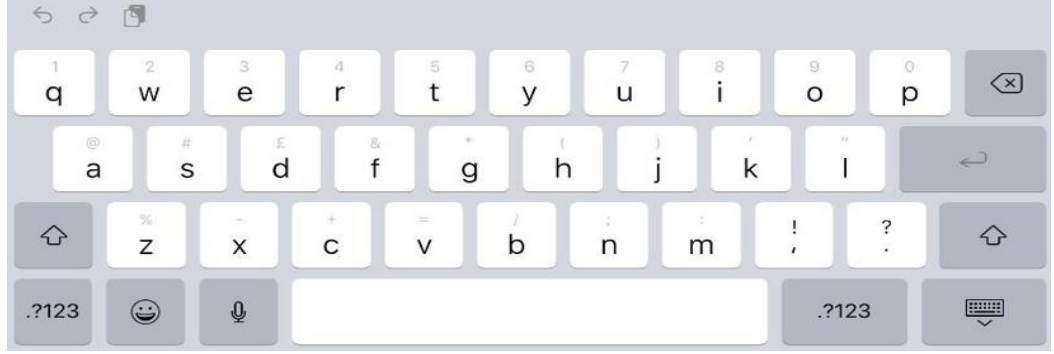 1 2 3 4 5 6 7 8 9 0
q w e r t y u i o p
@ # £ & * ( ) ' "
a s d f g h j k l
% - + = / ; : ! ?
z x c v b n m , .
.?123 .?123